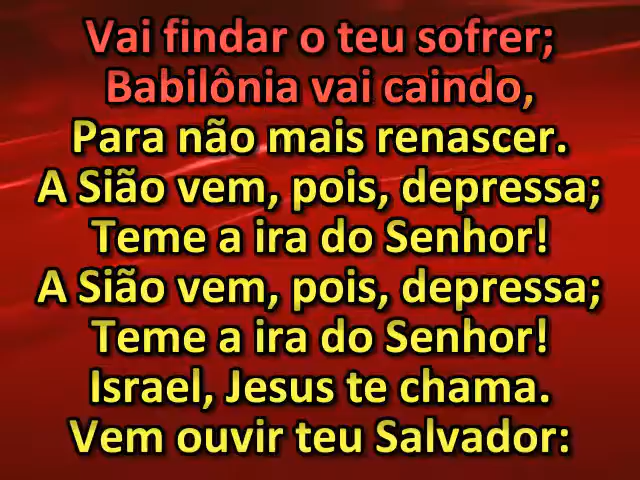 Vai findar o teu sofrer;
Babilônia vai caindo,
Para não mais renascer.
A Sião vem, pois, depressa;
Teme a ira do Senhor!
A Sião vem, pois, depressa;
Teme a ira do Senhor!
Israel, Jesus te chama.
Vem ouvir teu Salvador: